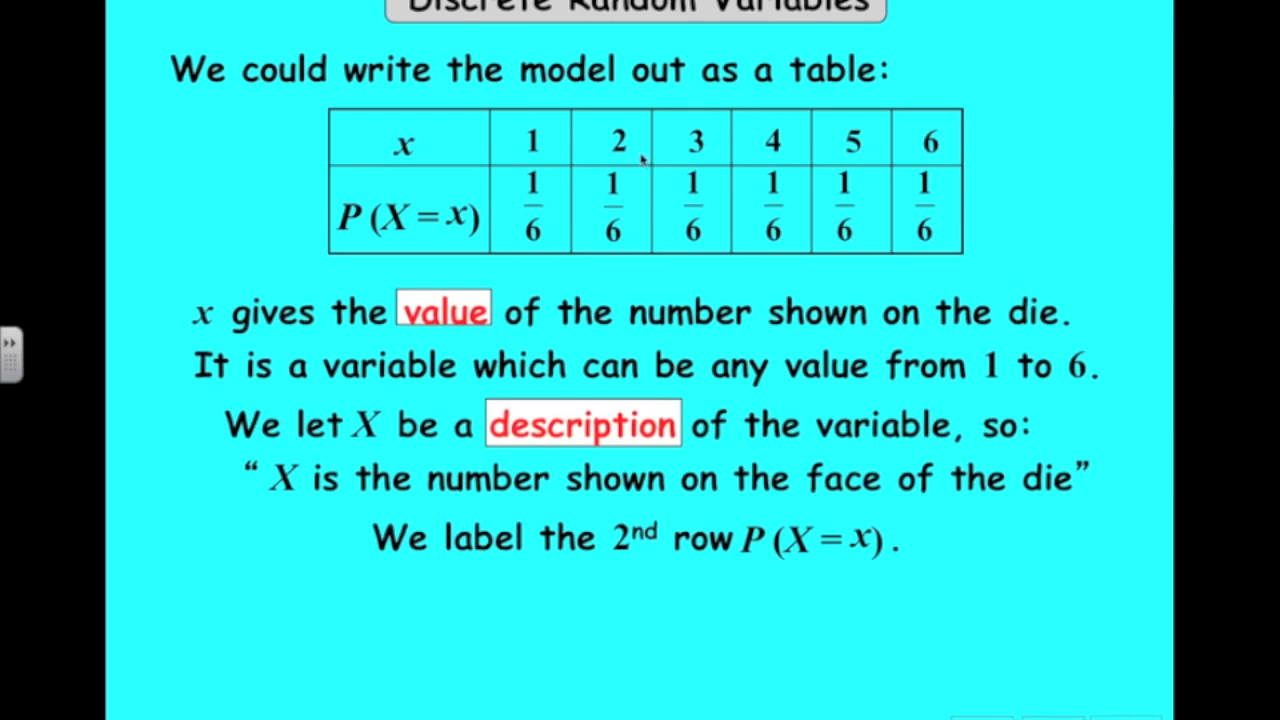 Discrete Random Variables
We could write the model out as a table:
x 1 2 3 4 5 6
P (X = x) 1/6 1/6 1/6 1/6 1/6 1/6
x gives the value of the number shown on the die.
It is a variable which can be any value from 1 to 6.
We let X be a description of the variable, so:
“ X is the number shown on the face of the die”
We label the 2nd row P (X = x) .